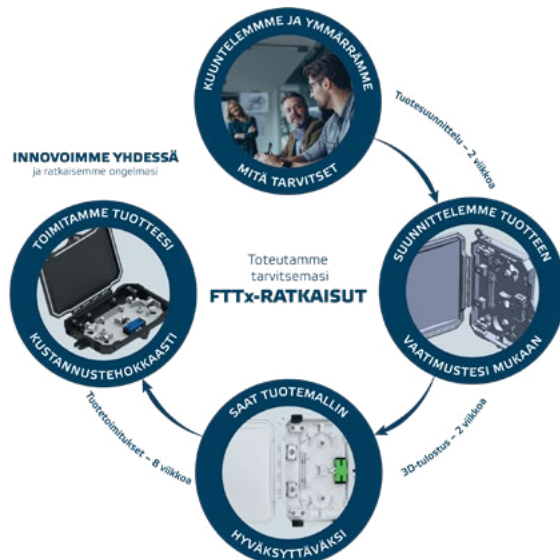 KUUNTELEMMME JA YMMÄRRÄMME
MITÄ TARVITSET
Tuotesuunnittelu – 2 viikkoa
INNOVOIMME YHDESSÄ
ja ratkaisemme ongelmasi
SUUNNITTELEMME TUOTTEEN
VAATIMUSTESI MUKAAN
Toteutamme
tarvitsemasi
FTTx-RATKAISUT
TOIMITAMME TUOTTEESI
KUSTANNUSTEHOKKAASTI
3D-tulostus – 2 viikkoa
SAAT TUOTEMALLIN
HYVÄKSYTTÄVÄKSI
Tuotetoimitukset – 8 viikkoa